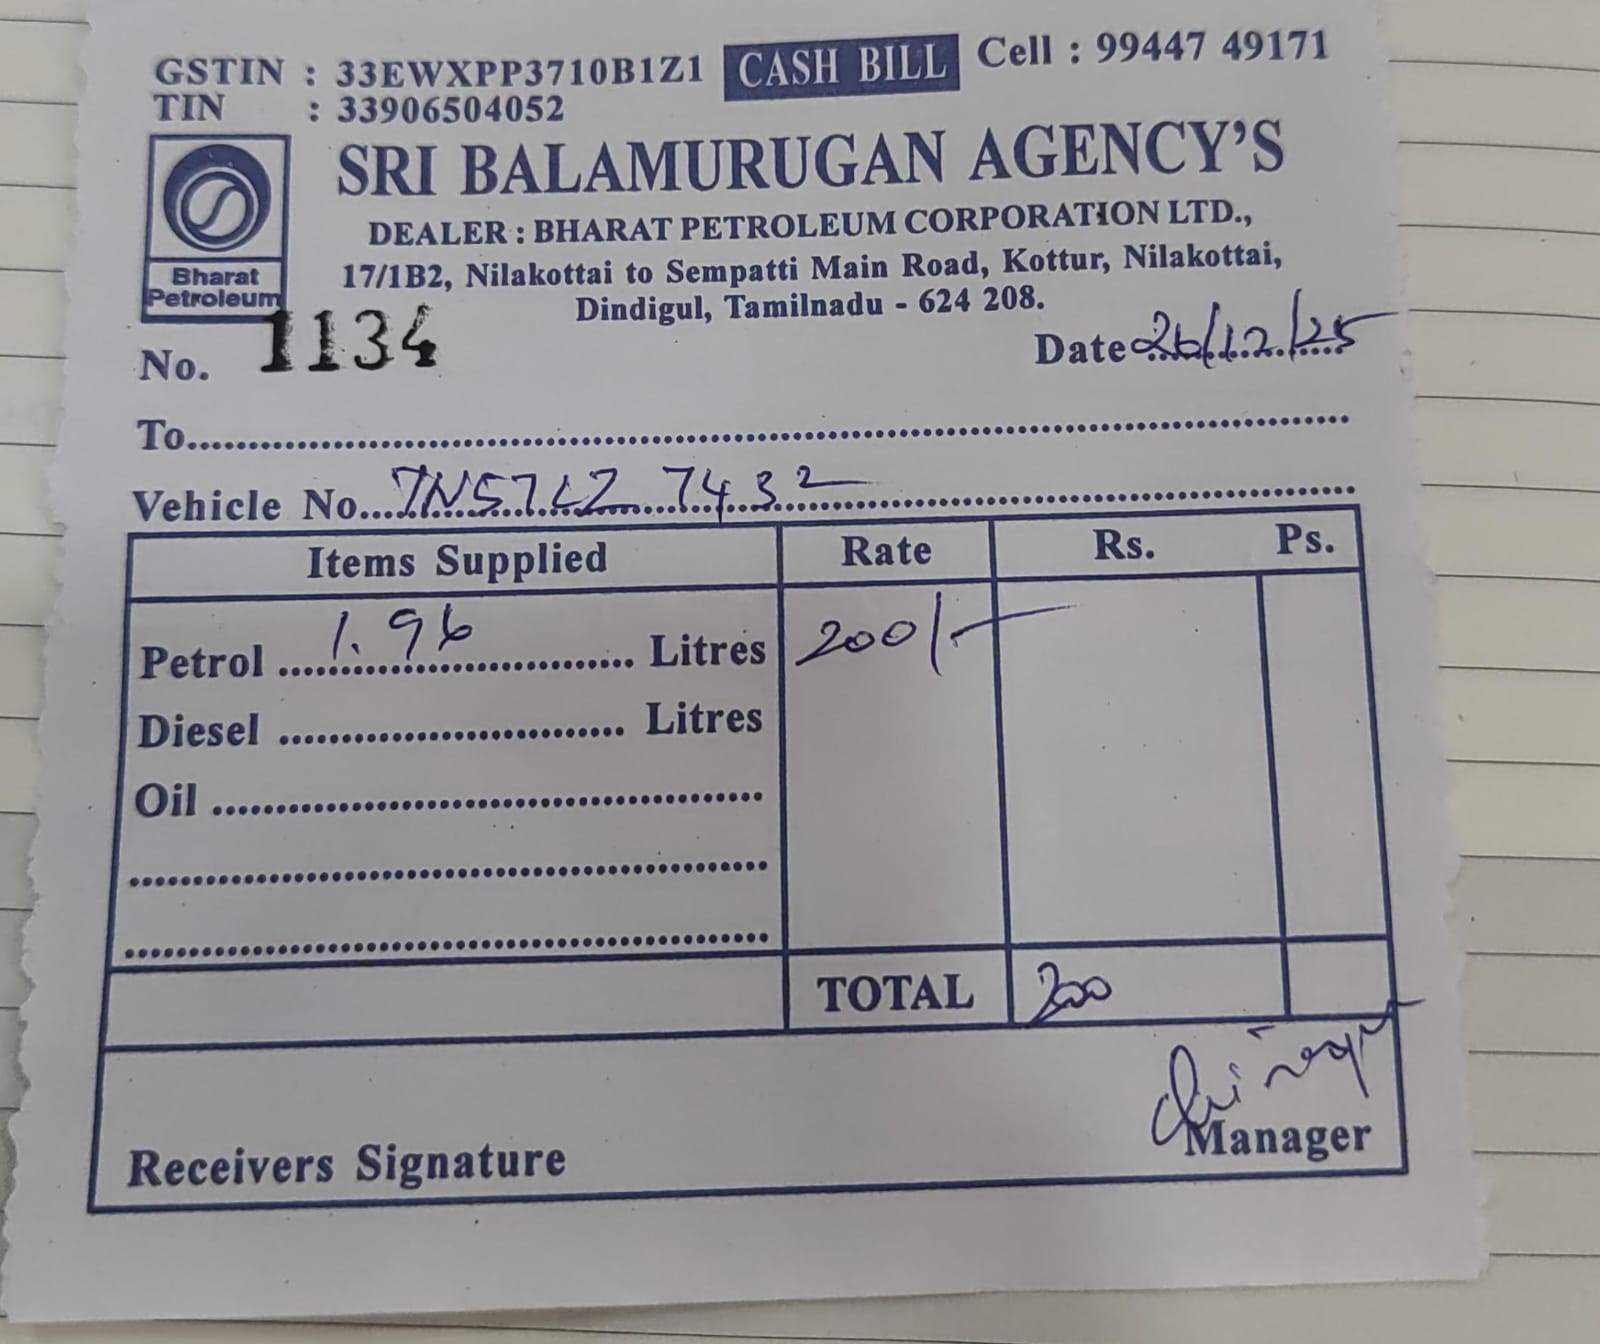 GSTIN : 33EWXPP3710B1Z1 CASH BILL Cell : 99447 49171
TIN : 33906504052
SRI BALAMURUGAN AGENCY'S
DEALER : BHARAT PETROLEUM CORPORATION LTD.,
17/1B2, Nilakottai to Sempatti Main Road, Kottur, Nilakottai,
Dindigul, Tamilnadu - 624 208.
Bharat
Petroleum
No. 1134 Date 26/12/25
To
Vehicle No. TN57CZ 7432
Items Supplied Rate Rs. Ps.
Petrol 1.96 Litres 200/-
Diesel Litres
Oil
TOTAL 200
Receivers Signature Manager